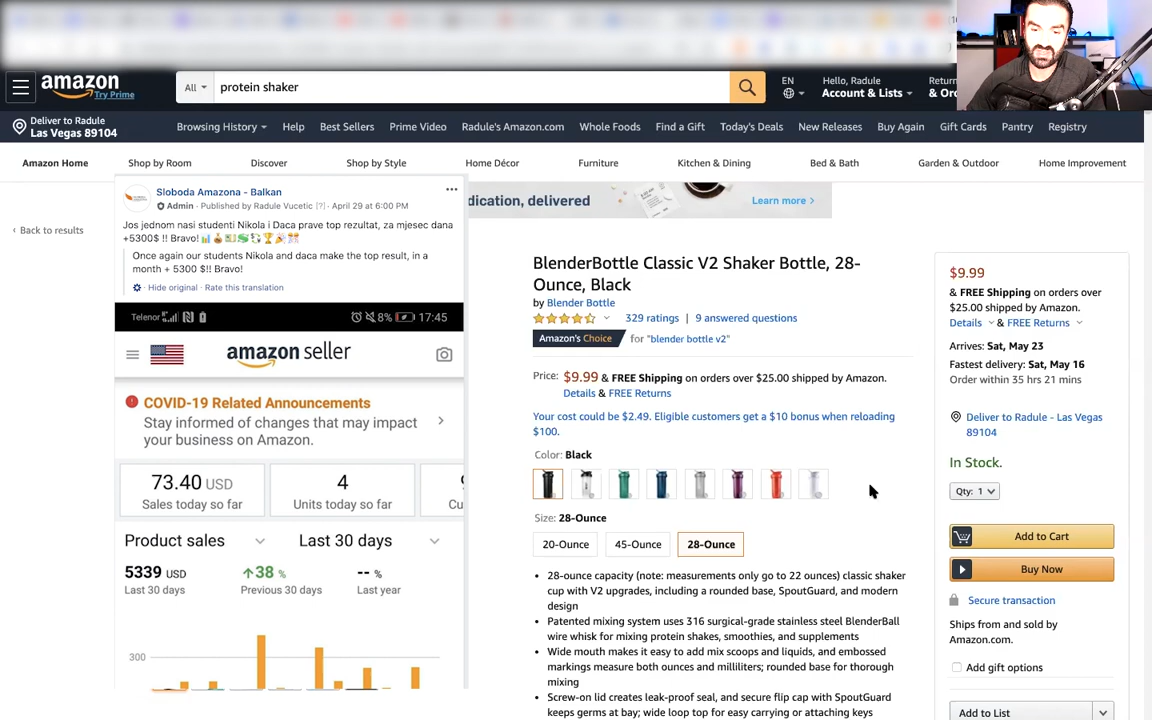 amazon
Try Prime
All
protein shaker
EN
Hello, Radule
Account & Lists
Return
& Or
Deliver to Radule
Las Vegas 89104
Browsing History
Help
Best Sellers
Prime Video
Radule's Amazon.com
Whole Foods
Find a Gift
Today's Deals
New Releases
Buy Again
Gift Cards
Pantry
Registry
Amazon Home
Shop by Room
Discover
Shop by Style
Home Décor
Furniture
Kitchen & Dining
Bed & Bath
Garden & Outdoor
Home Improvement
‹ Back to results
Sloboda Amazona - Balkan
Admin · Published by Radule Vucetic [?] · April 29 at 6:00 PM
Jos jednom nasi studenti Nikola i Daca prave top rezultat, za mjesec dana
+5300$ !! Bravo!
Once again our students Nikola and daca make the top result, in a
month + 5300 $!! Bravo!
Hide original · Rate this translation
Telenor
8%
17:45
amazon seller
COVID-19 Related Announcements
Stay informed of changes that may impact
your business on Amazon.
73.40 USD
Sales today so far
4
Units today so far
Cu
Product sales
Last 30 days
5339 USD
Last 30 days
38 %
Previous 30 days
-- %
Last year
300
dication, delivered
Learn more ›
BlenderBottle Classic V2 Shaker Bottle, 28-
Ounce, Black
by Blender Bottle
329 ratings | 9 answered questions
Amazon's Choice for "blender bottle v2"
Price: $9.99 & FREE Shipping on orders over $25.00 shipped by Amazon.
Details & FREE Returns
Your cost could be $2.49. Eligible customers get a $10 bonus when reloading
$100.
Color: Black
Size: 28-Ounce
20-Ounce
45-Ounce
28-Ounce
• 28-ounce capacity (note: measurements only go to 22 ounces) classic shaker
cup with V2 upgrades, including a rounded base, SpoutGuard, and modern
design
• Patented mixing system uses 316 surgical-grade stainless steel BlenderBall
wire whisk for mixing protein shakes, smoothies, and supplements
• Wide mouth makes it easy to add mix scoops and liquids, and embossed
markings measure both ounces and milliliters; rounded base for thorough
mixing
• Screw-on lid creates leak-proof seal, and secure flip cap with SpoutGuard
keeps germs at bay; wide loop top for easy carrying or attaching keys
$9.99
& FREE Shipping on orders over
$25.00 shipped by Amazon.
Details & FREE Returns
Arrives: Sat, May 23
Fastest delivery: Sat, May 16
Order within 35 hrs 21 mins
Deliver to Radule - Las Vegas
89104
In Stock.
Qty: 1
Add to Cart
Buy Now
Secure transaction
Ships from and sold by
Amazon.com.
Add gift options
Add to List